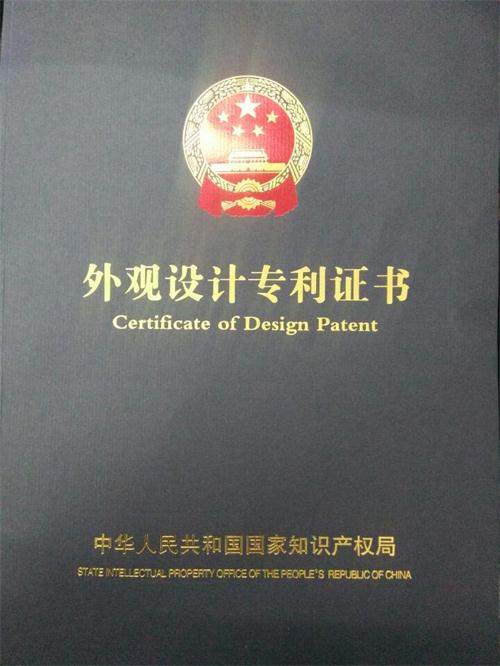 外观设计专利证书
Certificate of Design Patent
中华人民共和国国家知识产权局
STATE INTELLECTUAL PROPERTY OFFICE OF THE PEOPLE'S REPUBLIC OF CHINA